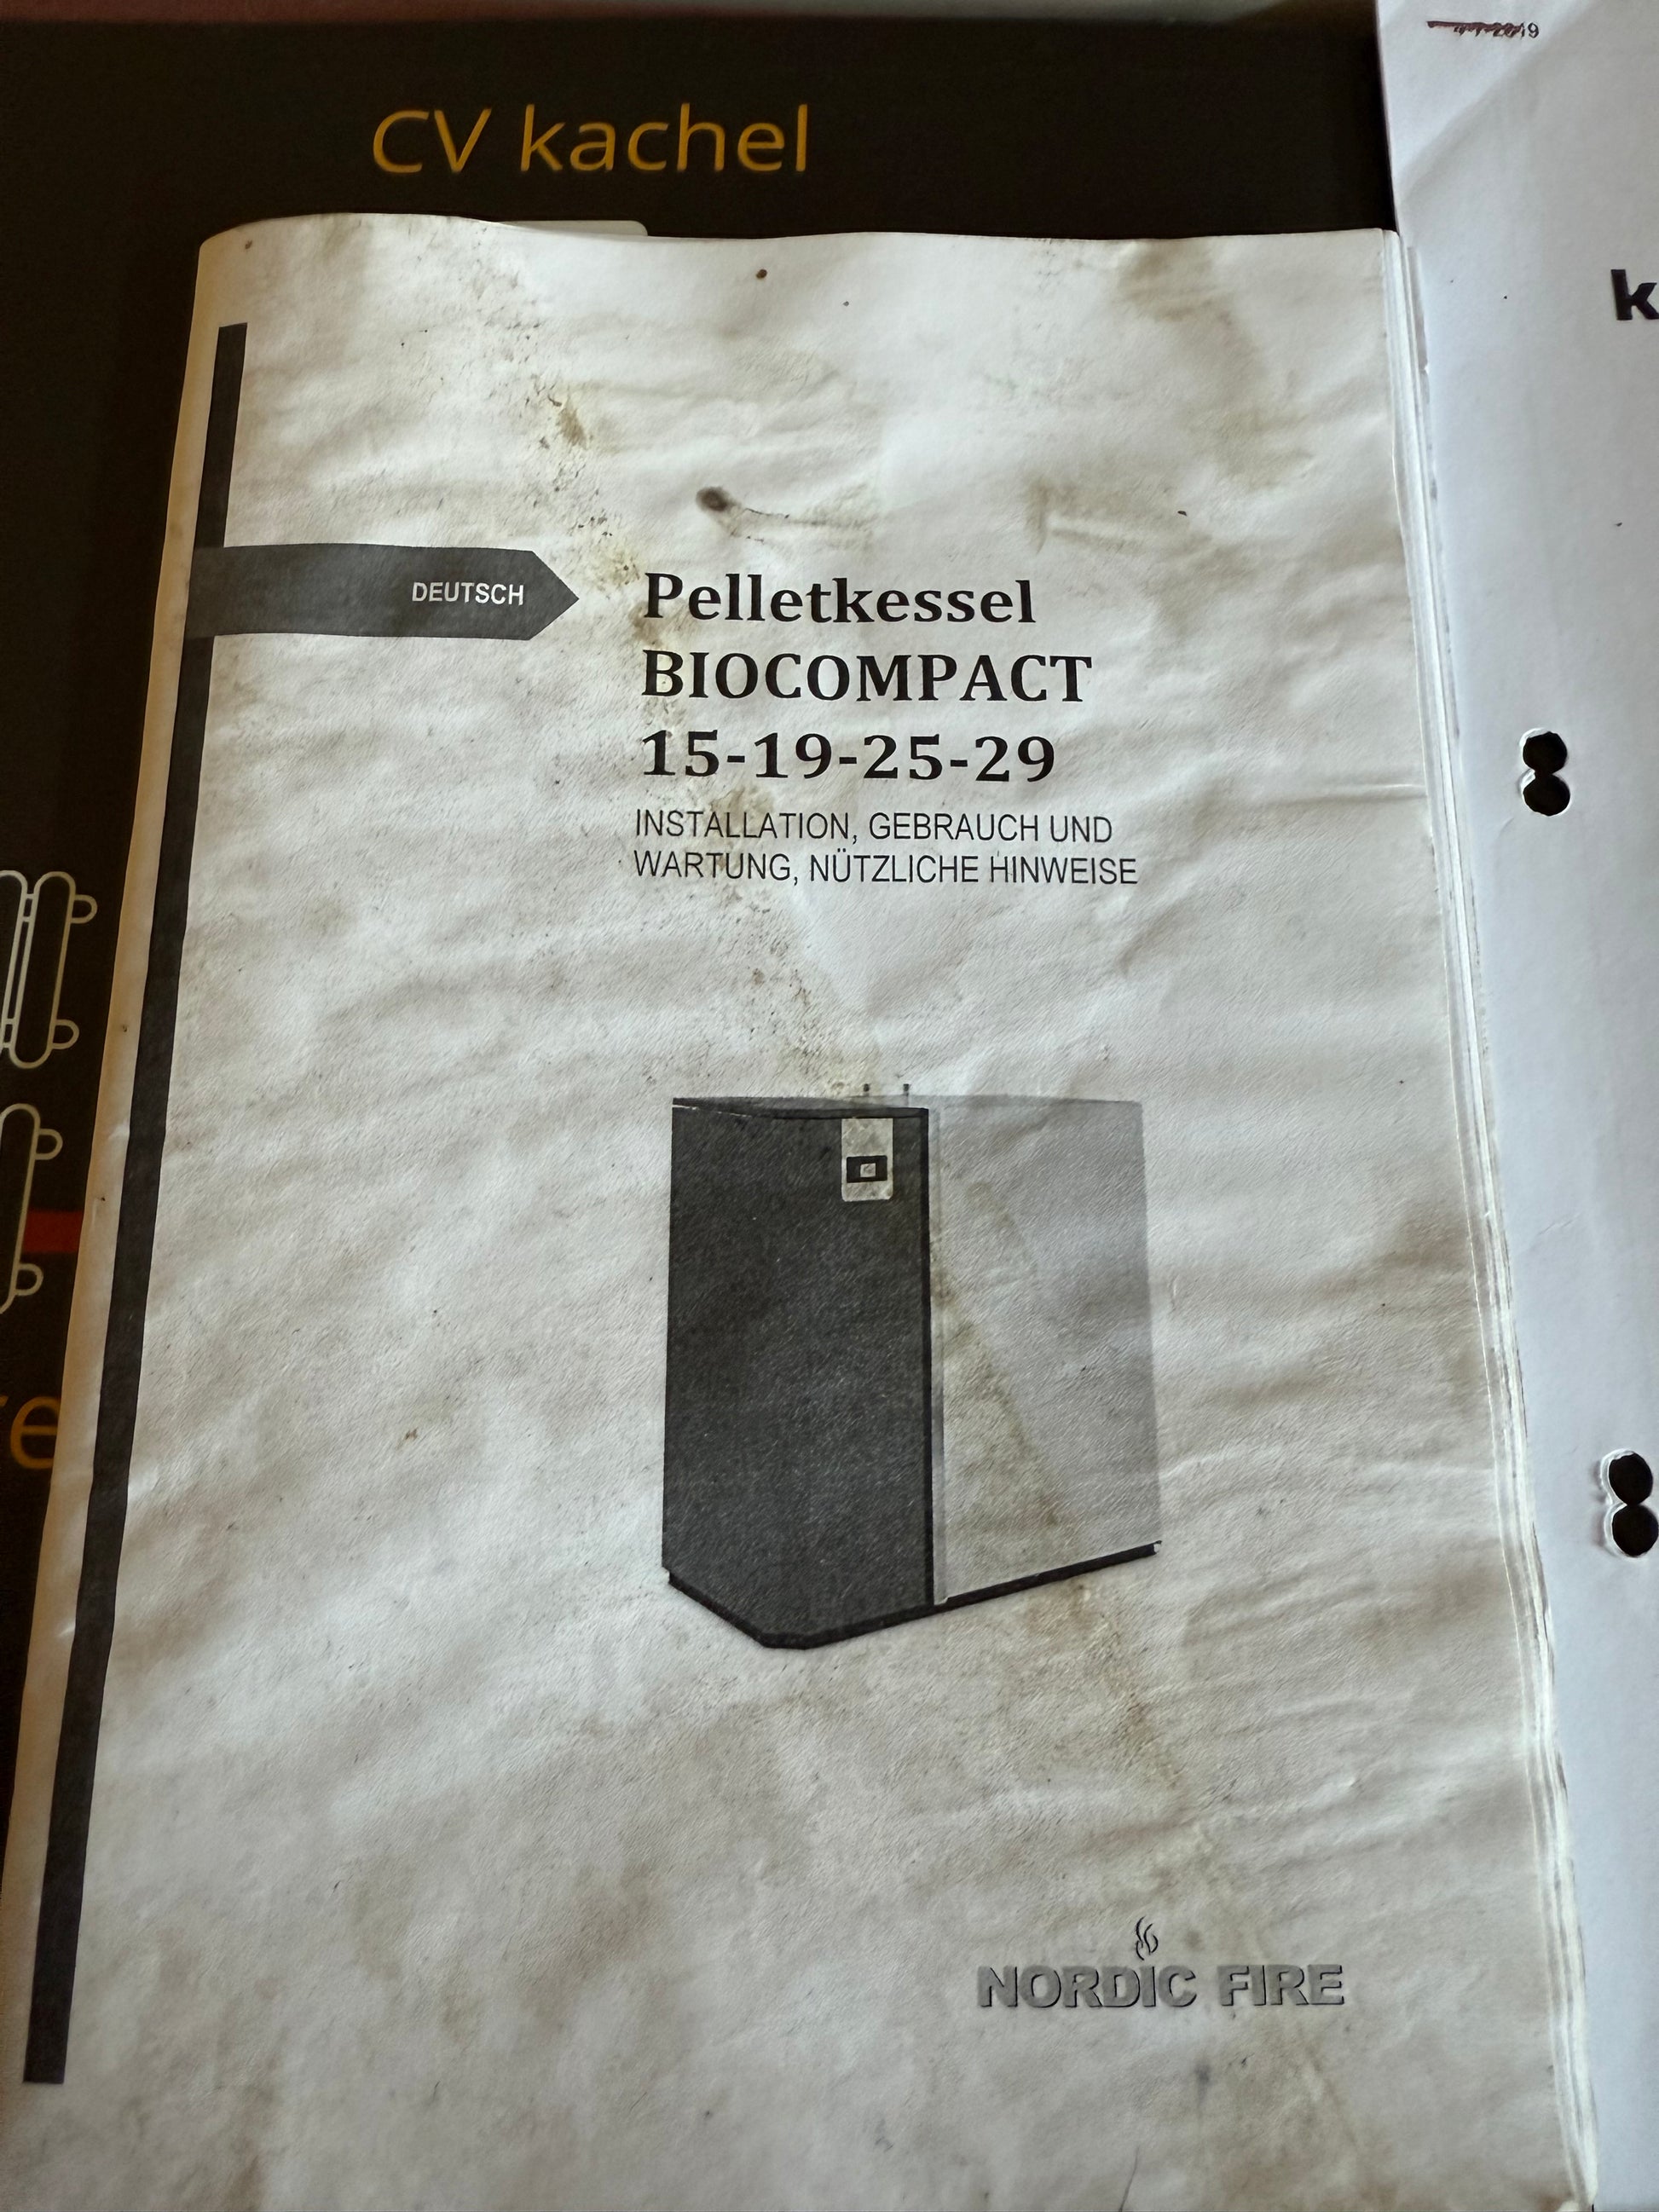 CV kachel
DEUTSCH
Pelletkessel
BIOCOMPACT
15-19-25-29
INSTALLATION, GEBRAUCH UND
WARTUNG, NÜTZLICHE HINWEISE
NORDIC FIRE